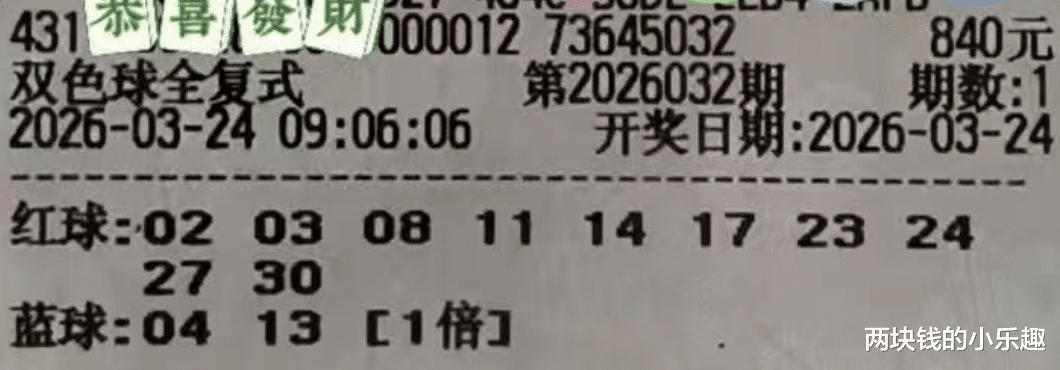 恭喜發財
431 000012 73645032 840元
双色球全复式 第2026032期 期数:1
2026-03-24 09:06:06 开奖日期:2026-03-24
红球:02 03 08 11 14 17 23 24
27 30
蓝球:04 13 [1倍]
两块钱的小乐趣